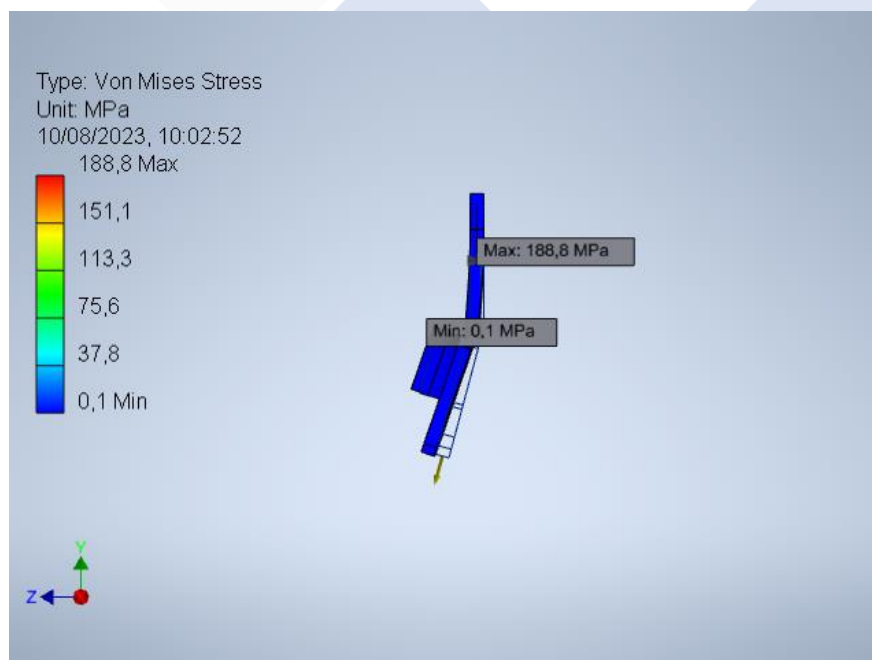 Type: Von Mises Stress
Unit: MPa
10/08/2023, 10:02:52
188,8 Max
151,1
113,3
75,6
37,8
0,1 Min
Max: 188,8 MPa
Min: 0,1 MPa
Y
Z